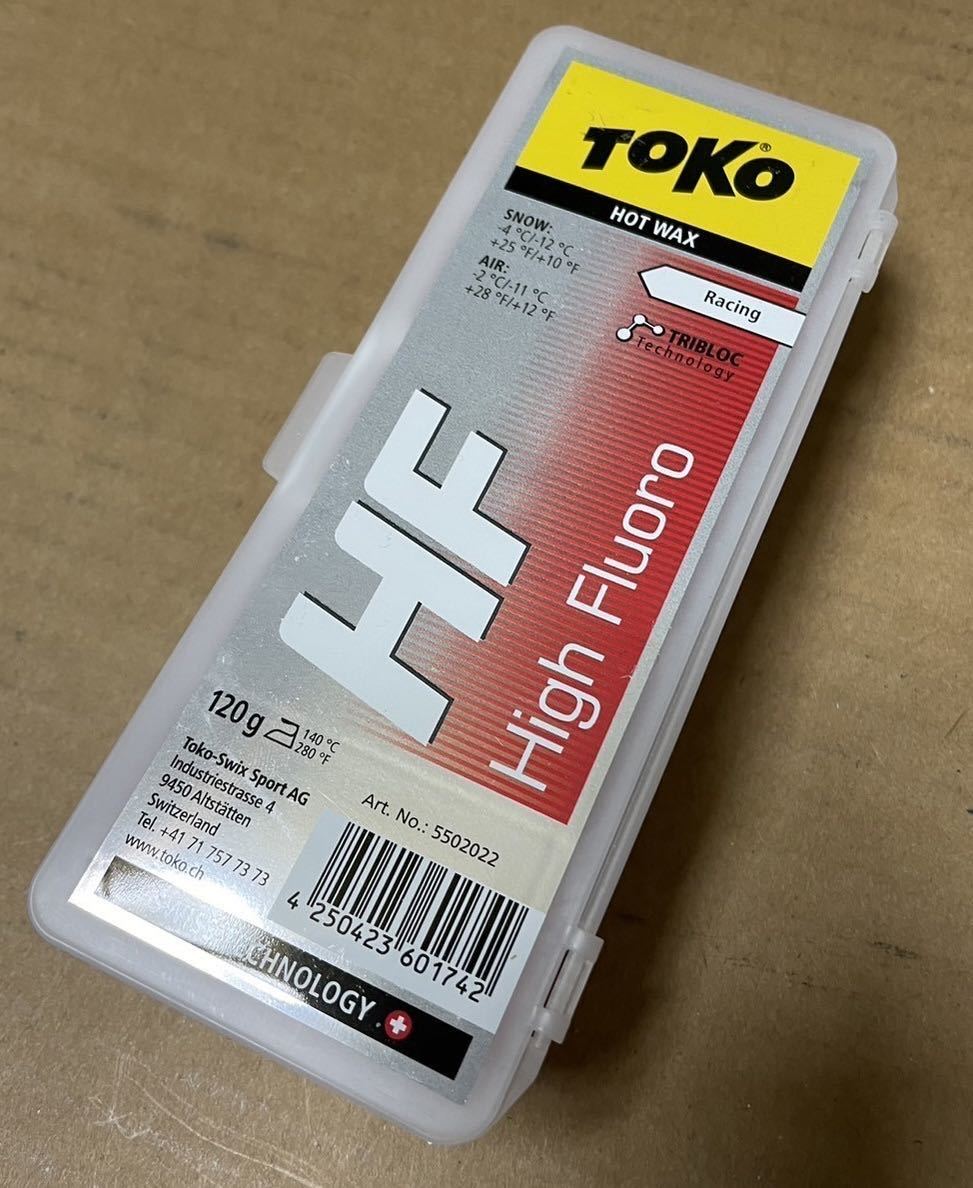 TOKO®
HOT WAX
SNOW:
-4 °C/-12 °C
+25 °F/+10 °F
AIR:
-2 °C/-11 °C
+28 °F/+12 °F
Racing
TRIBLOC
Technology
HF
High Fluoro
120 g
140 °C
280 °F
Toko-Swix Sport AG
Industriestrasse 4
9450 Altstätten
Switzerland
Tel. +41 71 757 73 73
www.toko.ch
Art. No.: 5502022
4 250423 601742
CHNOLOGY